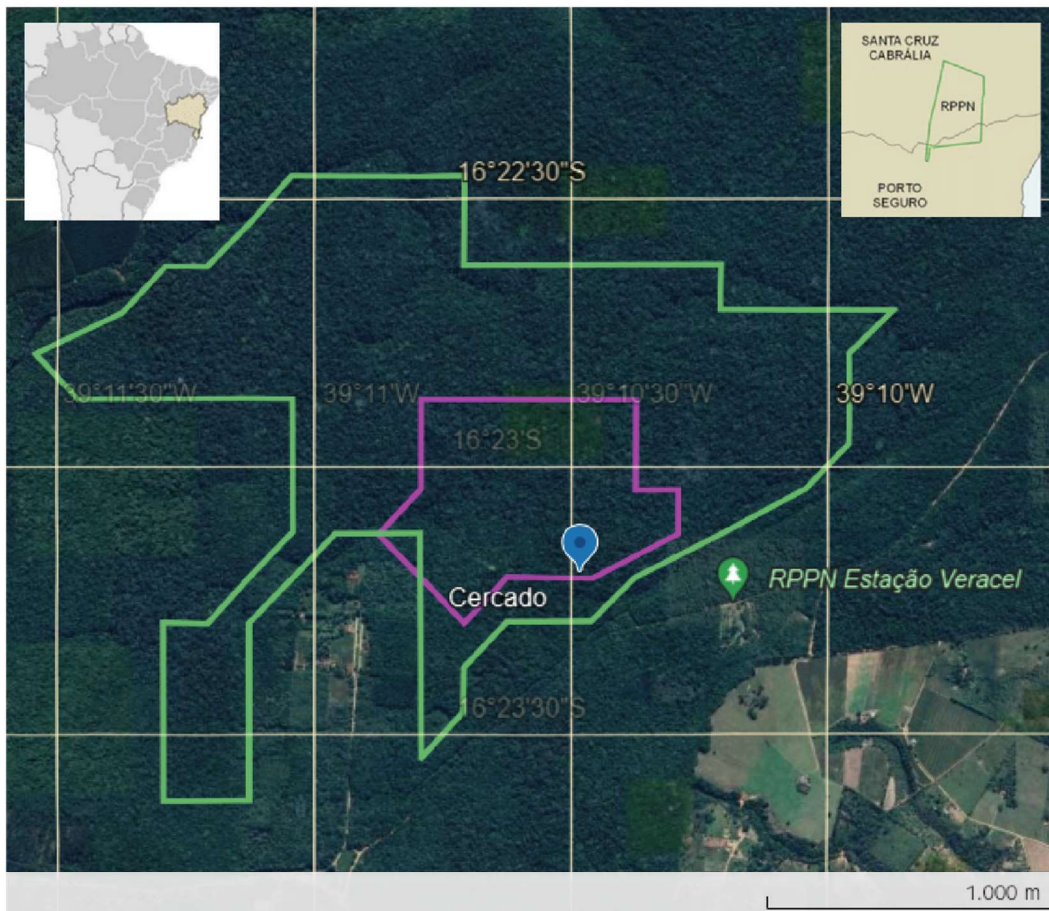 SANTA CRUZ
CABRÁLIA
RPPN
PORTO
SEGURO
16°22'30"S
39°11'30"W
39°11'W
39°10'30"W
39°10'W
16°23'S
Cercado
RPPN Estação Veracel
16°23'30"S
1.000 m